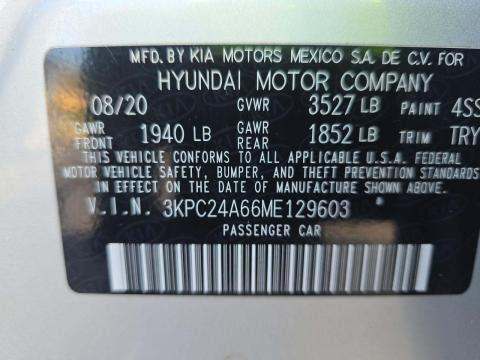 MFD. BY KIA MOTORS MEXICO S.A. DE C.V. FOR
HYUNDAI MOTOR COMPANY
08/20 GVWR 3527 LB PAINT 4SS
GAWR FRONT 1940 LB GAWR REAR 1852 LB TRIM TRY
THIS VEHICLE CONFORMS TO ALL APPLICABLE U.S.A. FEDERAL
MOTOR VEHICLE SAFETY, BUMPER, AND THEFT PREVENTION STANDARDS
IN EFFECT ON THE DATE OF MANUFACTURE SHOWN ABOVE.
V.I.N. 3KPC24A66ME129603 *
PASSENGER CAR